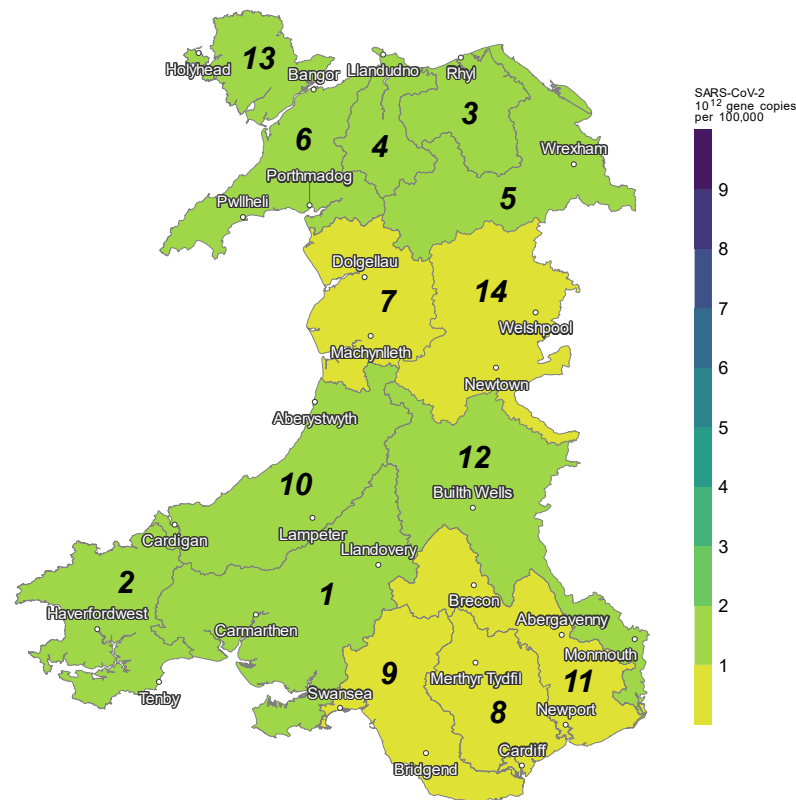 13
Holyhead
Bangor
Llandudno
Rhyl
3
6
4
Wrexham
Porthmadog
5
Pwllheli
Dolgellau
7
14
Welshpool
Machynlleth
Newtown
Aberystwyth
12
10
Builth Wells
Lampeter
Cardigan
Llandovery
2
1
Brecon
Haverfordwest
Abergavenny
Carmarthen
Monmouth
9
Merthyr Tydfil
11
Tenby
Swansea
8
Newport
Cardiff
Bridgend
SARS-CoV-2
10¹² gene copies
per 100,000
9
8
7
6
5
4
3
2
1